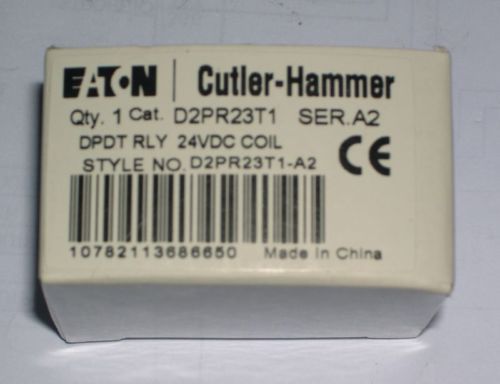 EATON Cutler-Hammer
Qty. 1 Cat. D2PR23T1 SER.A2
DPDT RLY 24VDC COIL
STYLE NO. D2PR23T1-A2
CE
10782113686650 Made in China